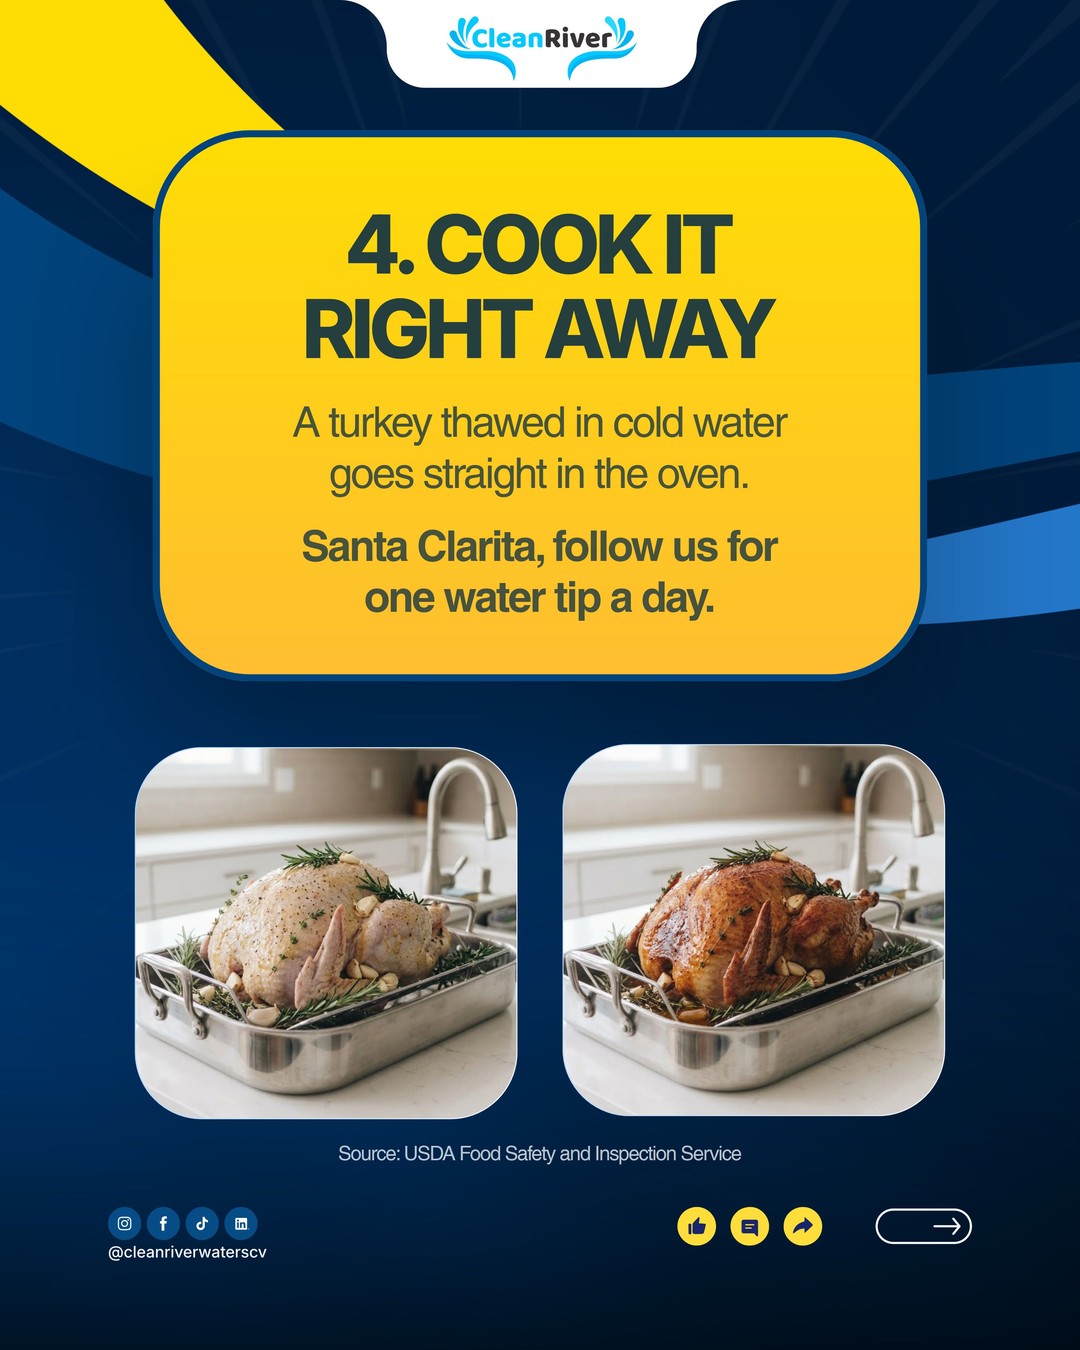 CleanRiver
4. COOK IT
RIGHT AWAY
A turkey thawed in cold water
goes straight in the oven.
Santa Clarita, follow us for
one water tip a day.
Source: USDA Food Safety and Inspection Service
@cleanriverwaterscv